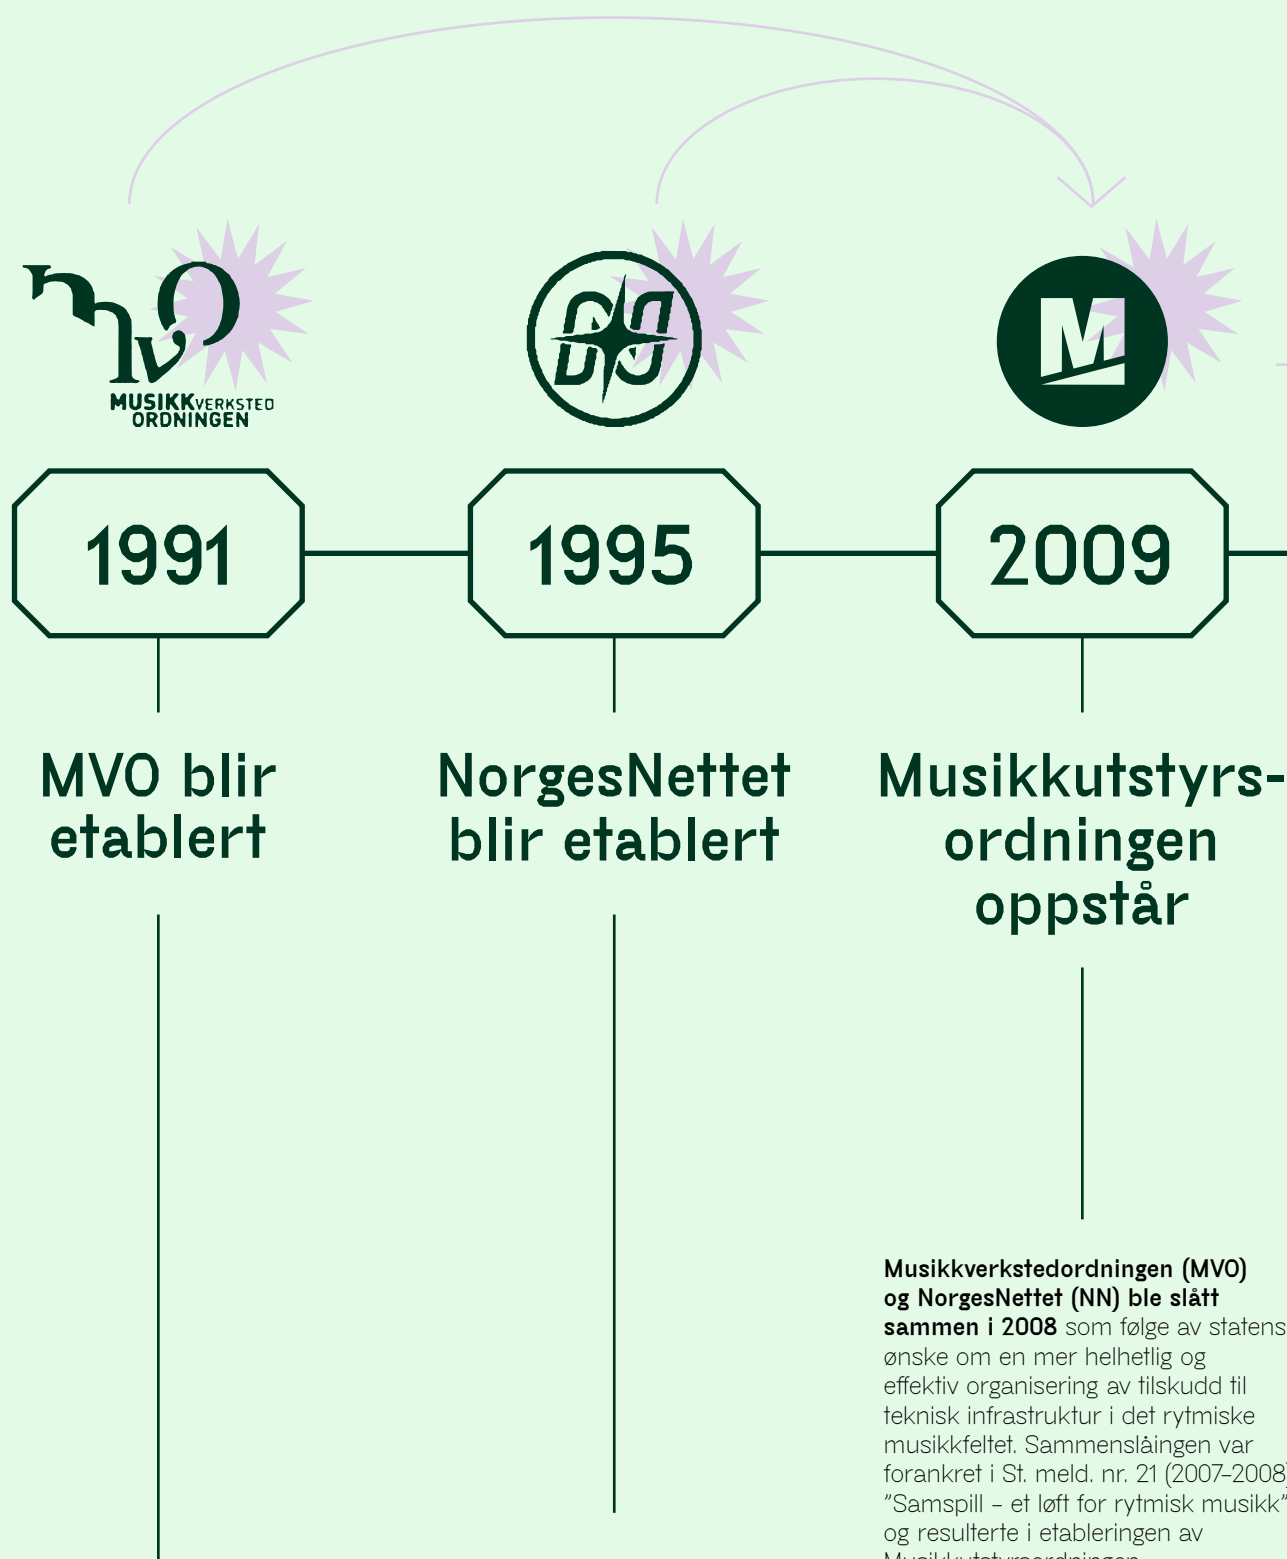 mvo
MUSIKKVERKSTED
ORDNINGEN
NN
M
1991
1995
2009
MVO blir
etablert
NorgesNettet
blir etablert
Musikkutstyrs-
ordningen
oppstår
Musikkverkstedordningen (MVO)
og NorgesNettet (NN) ble slått
sammen i 2008 som følge av statens
ønske om en mer helhetlig og
effektiv organisering av tilskudd til
teknisk infrastruktur i det rytmiske
musikkfeltet. Sammenslåingen var
forankret i St. meld. nr. 21 (2007–2008)
"Samspill – et løft for rytmisk musikk"
og resulterte i etableringen av
Musikkutstyrsordningen